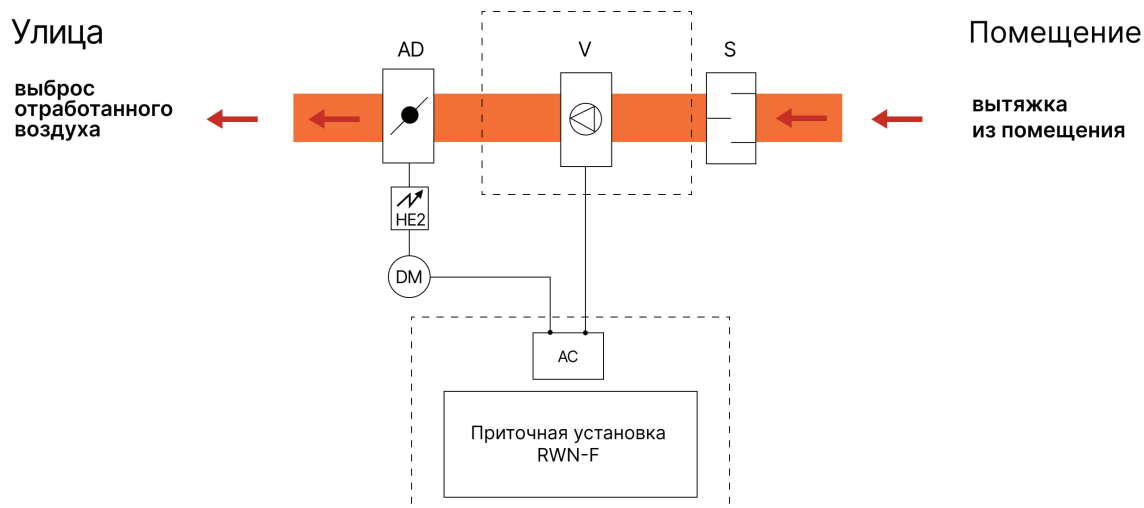 Улица
Помещение
AD
V
S
выброс
отработанного
воздуха
вытяжка
из помещения
HE2
DM
AC
Приточная установка
RWN-F